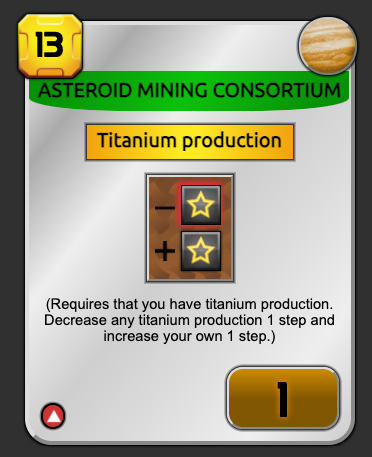 13
ASTEROID MINING CONSORTIUM
Titanium production
−
+
(Requires that you have titanium production.
Decrease any titanium production 1 step and
increase your own 1 step.)
1